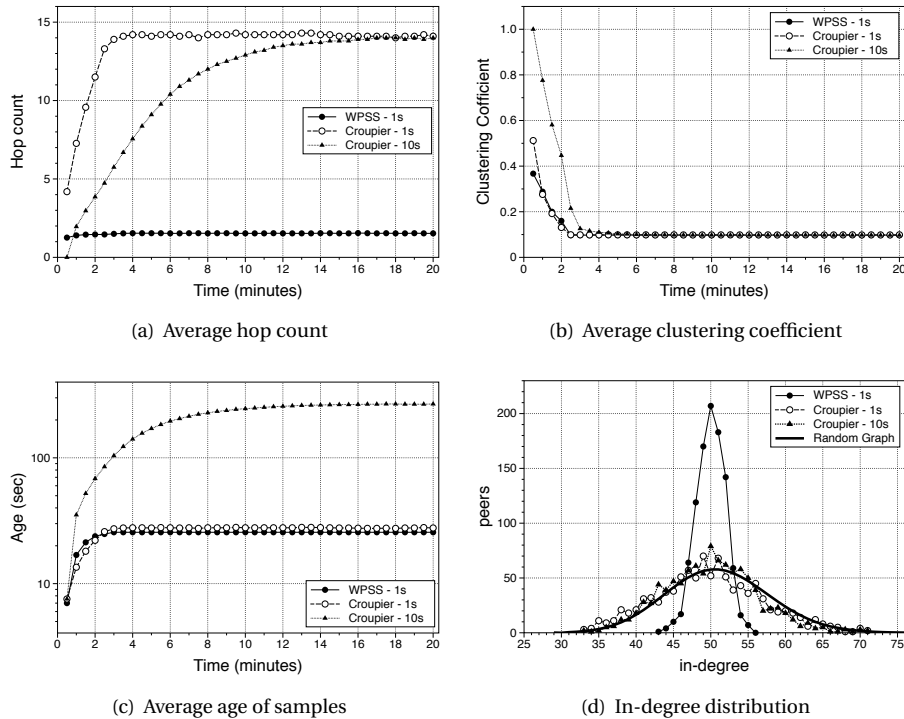 15
10
5
0
Hop count
0 2 4 6 8 10 12 14 16 18 20
Time (minutes)
WPSS - 1s
Croupier - 1s
Croupier - 10s
(a) Average hop count
1.0
0.8
0.6
0.4
0.2
0.1
0
Clustering Cofficient
0 2 4 6 8 10 12 14 16 18 20
Time (minutes)
WPSS - 1s
Croupier - 1s
Croupier - 10s
(b) Average clustering coefficient
100
10
Age (sec)
0 2 4 6 8 10 12 14 16 18 20
Time (minutes)
WPSS - 1s
Croupier - 1s
Croupier - 10s
(c) Average age of samples
200
150
100
50
0
peers
25 30 35 40 45 50 55 60 65 70 75
in-degree
WPSS - 1s
Croupier - 1s
Croupier - 10s
Random Graph
(d) In-degree distribution